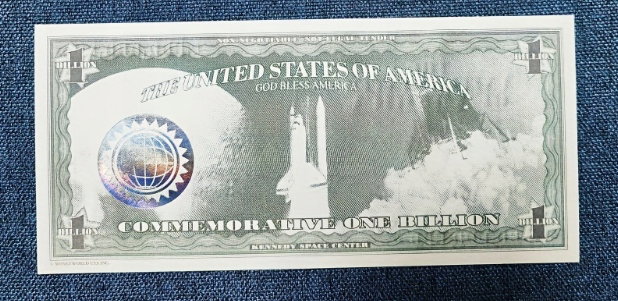 NON-NEGOTIABLE NOT LEGAL TENDER
1
BILLION
1
BILLION
THE UNITED STATES OF AMERICA
GOD BLESS AMERICA
COMMEMORATIVE ONE BILLION
1
BILLION
1
BILLION
KENNEDY SPACE CENTER